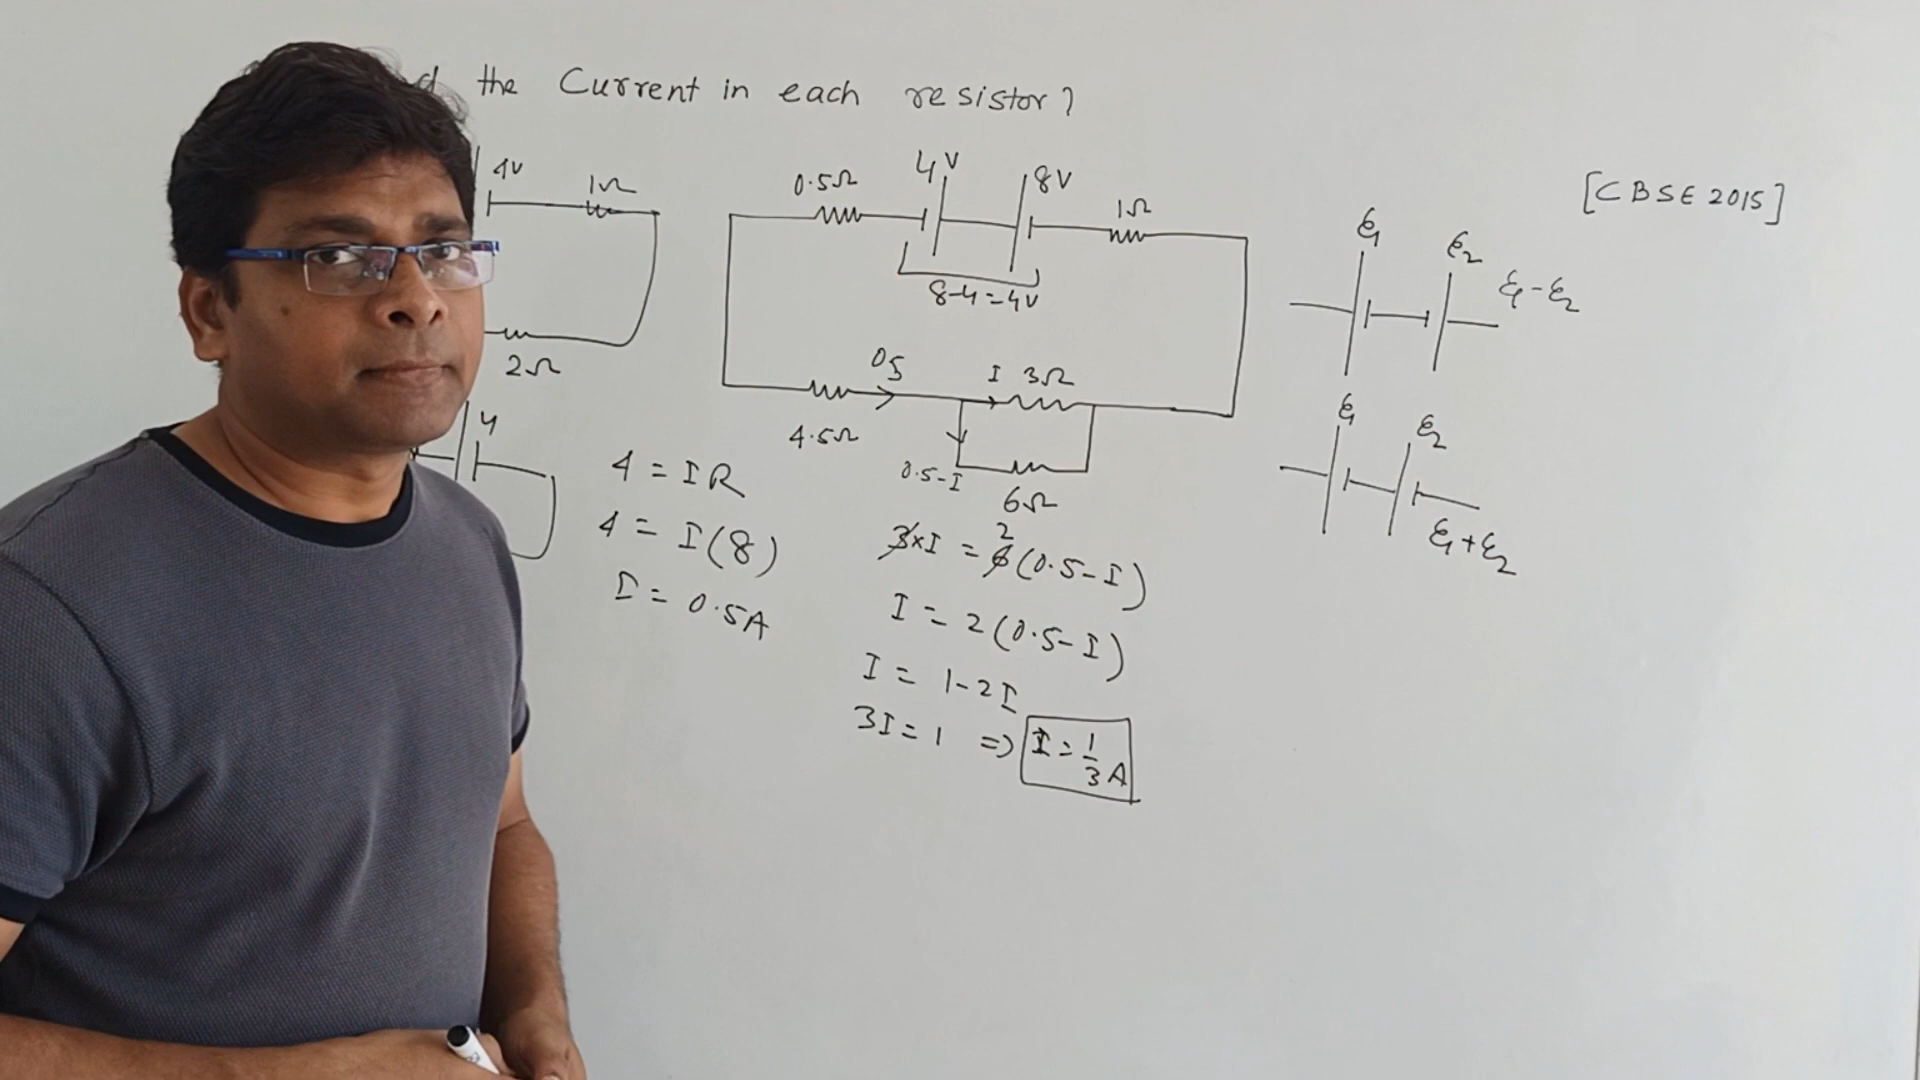 the Current in each resistor?
[CBSE 2015]
4V
1Ω
2Ω
4
0.5Ω
4V
8V
1Ω
8-4=4V
4.5Ω
I 3Ω
0.5-I
6Ω
4 = IR
4 = I(8)
I = 0.5A
3×I = 6 2 (0.5-I)
I = 2(0.5-I)
I = 1-2I
3I = 1 => I = 1/3 A
ε1
ε2
ε1-ε2
ε1
ε2
ε1+ε2